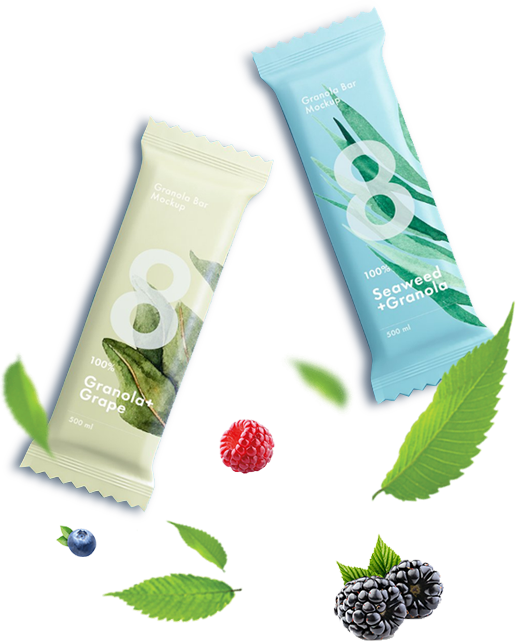 Granola Bar
Mockup
8
100%
Seaweed
+Granola
500 ml
Granola Bar
Mockup
8
100%
Granola+
Grape
500 ml